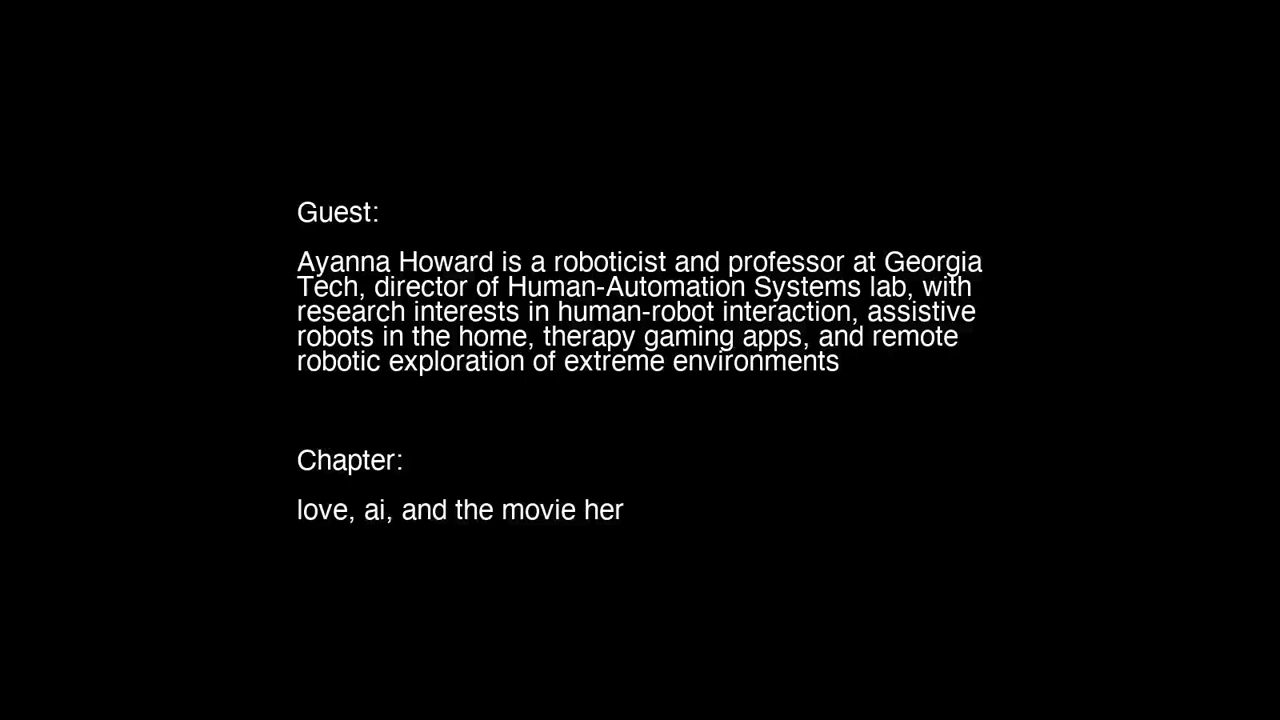 Guest:
Ayanna Howard is a roboticist and professor at Georgia
Tech, director of Human-Automation Systems lab, with
research interests in human-robot interaction, assistive
robots in the home, therapy gaming apps, and remote
robotic exploration of extreme environments
Chapter:
love, ai, and the movie her